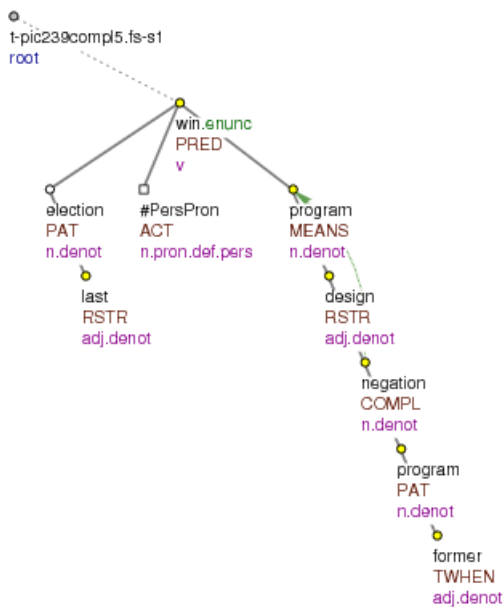 t-pic239compl5.fs-s1
root
win.enunc
PRED
v
election
PAT
n.denot
#PersPron
ACT
n.pron.def.pers
program
MEANS
n.denot
last
RSTR
adj.denot
design
RSTR
adj.denot
negation
COMPL
n.denot
program
PAT
n.denot
former
TWHEN
adj.denot